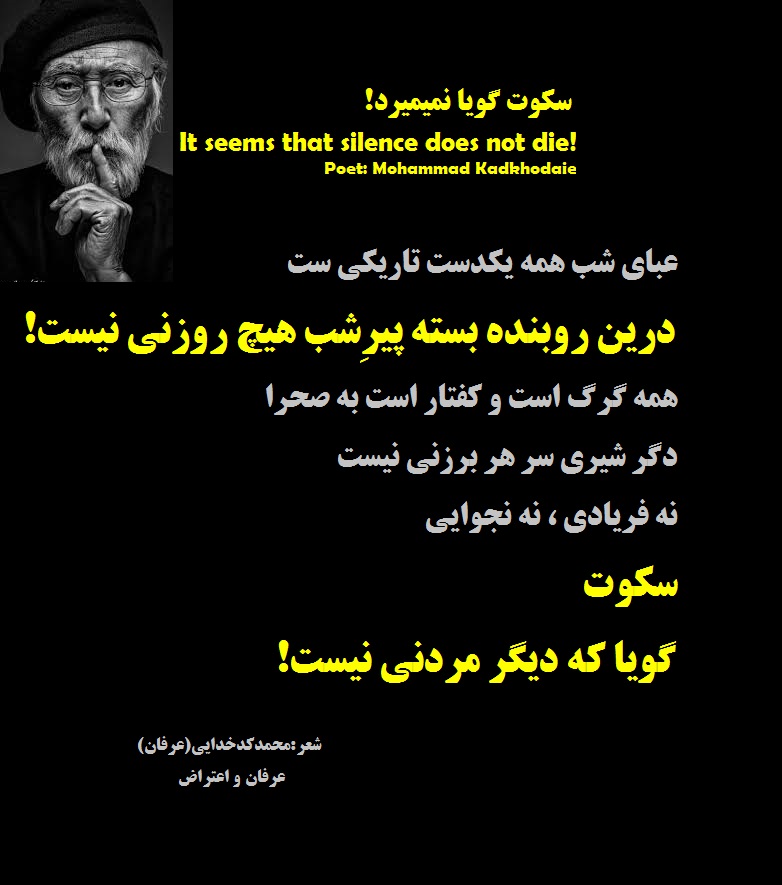 سکوت گویا نمیمیرد!
It seems that silence does not die!
Poet: Mohammad Kadkhodaie
عبای شب همه یکدست تاریکی ست
درین روبنده بسته پیرِشب هیچ روزنی نیست!
همه گرگ است و کفتار است به صحرا
دگر شیری سر هر برزنی نیست
نه فریادی ، نه نجوایی
سکوت
گویا که دیگر مردنی نیست!
شعر:محمدکدخدایی(عرفان)
عرفان و اعتراض